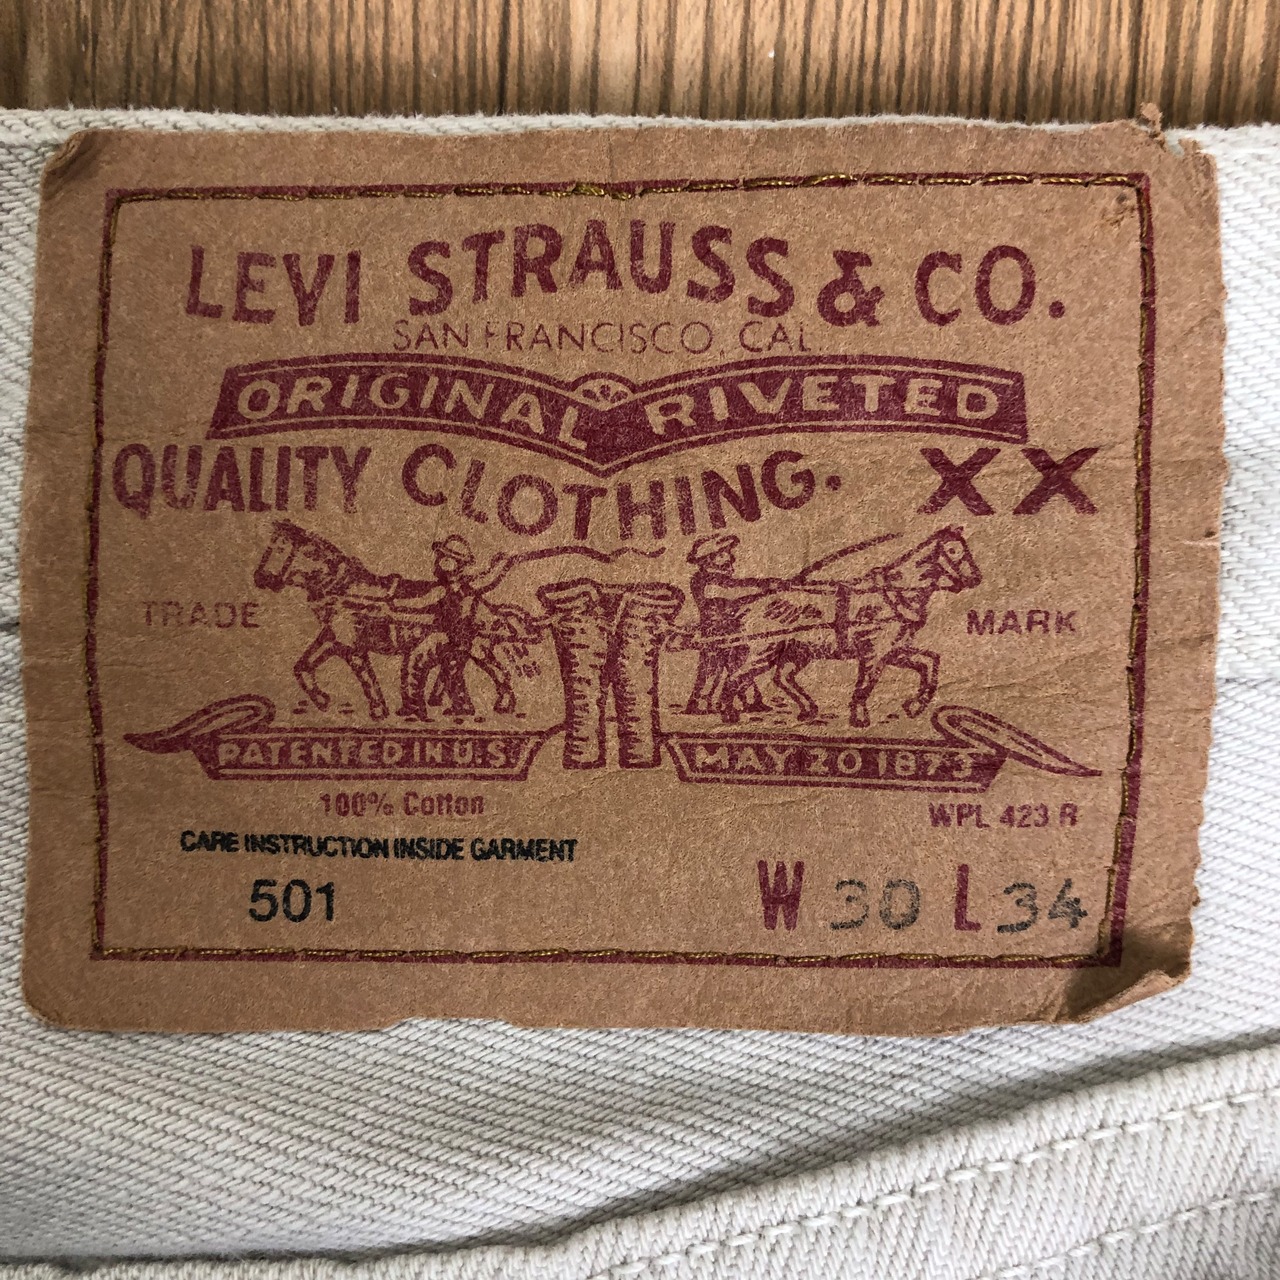 LEVI STRAUSS & CO.
SAN FRANCISCO, CAL.
ORIGINAL RIVETED
QUALITY CLOTHING. XX
TRADE MARK
PATENTED IN U.S. MAY 20 1873
100% Cotton WPL 423 R
CARE INSTRUCTION INSIDE GARMENT
501 W 30 L 34